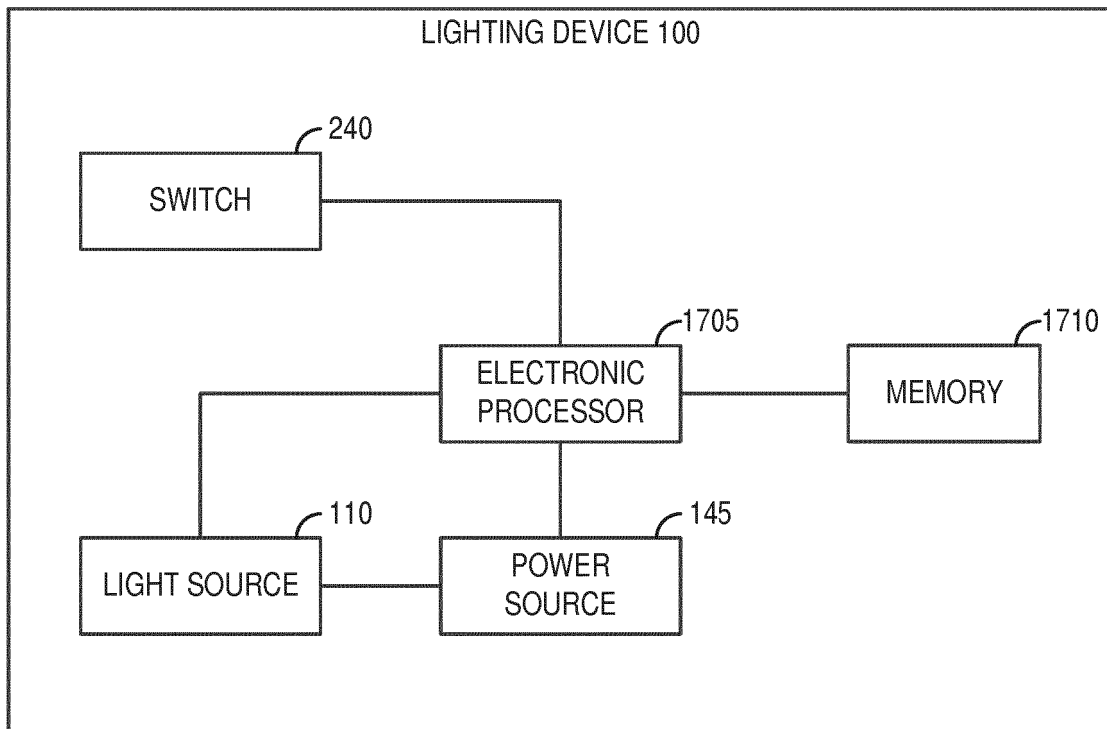 LIGHTING DEVICE 100
240
SWITCH
1705
1710
ELECTRONIC
PROCESSOR
MEMORY
110
145
LIGHT SOURCE
POWER
SOURCE